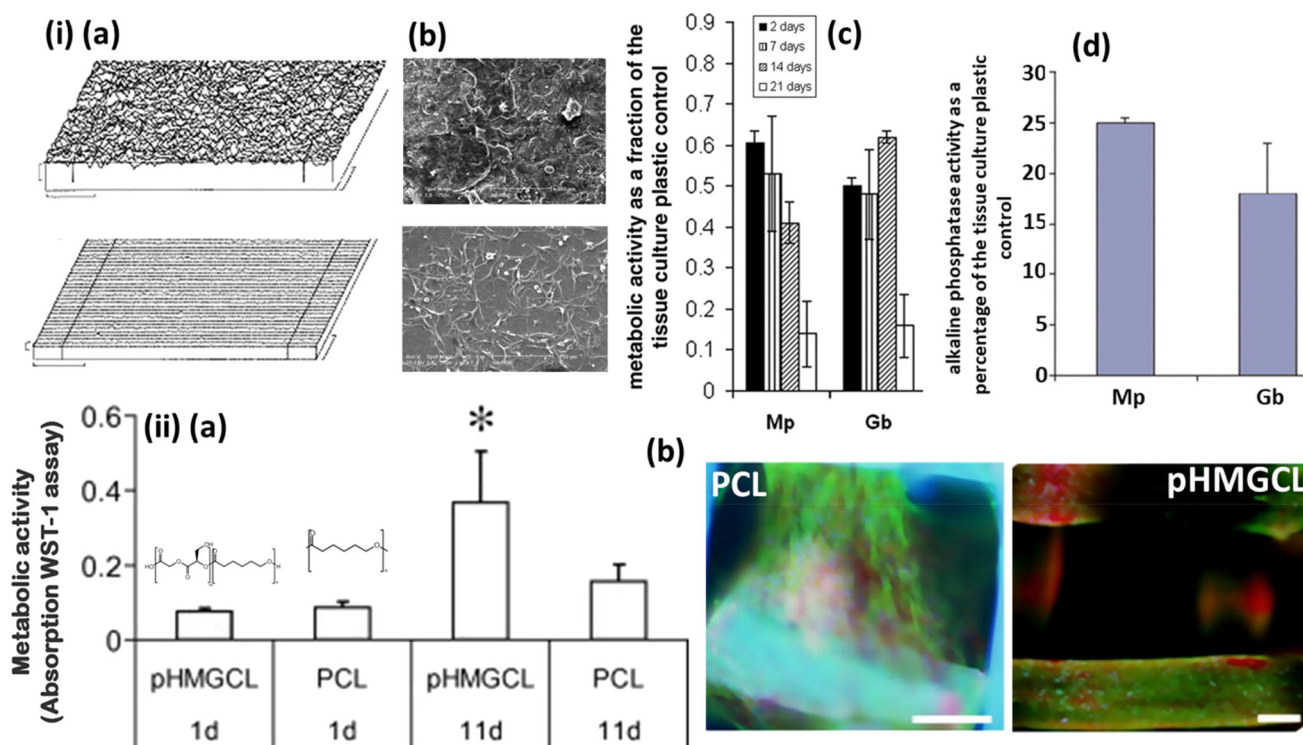 (i) (a)
(b)
metabolic activity as a fraction of the
tissue culture plastic control
0.9
0.8
0.7
0.6
0.5
0.4
0.3
0.2
0.1
0
2 days
7 days
14 days
21 days
(c)
Mp
Gb
(d)
alkaline phosphatase activity as a
percentage of the tissue culture plastic
control
30
25
20
15
10
5
0
Mp
Gb
(ii) (a)
Metabolic activity
(Absorption WST-1 assay)
0.6
0.4
0.2
0
*
pHMGCL
PCL
pHMGCL
PCL
1d
1d
11d
11d
(b)
PCL
pHMGCL